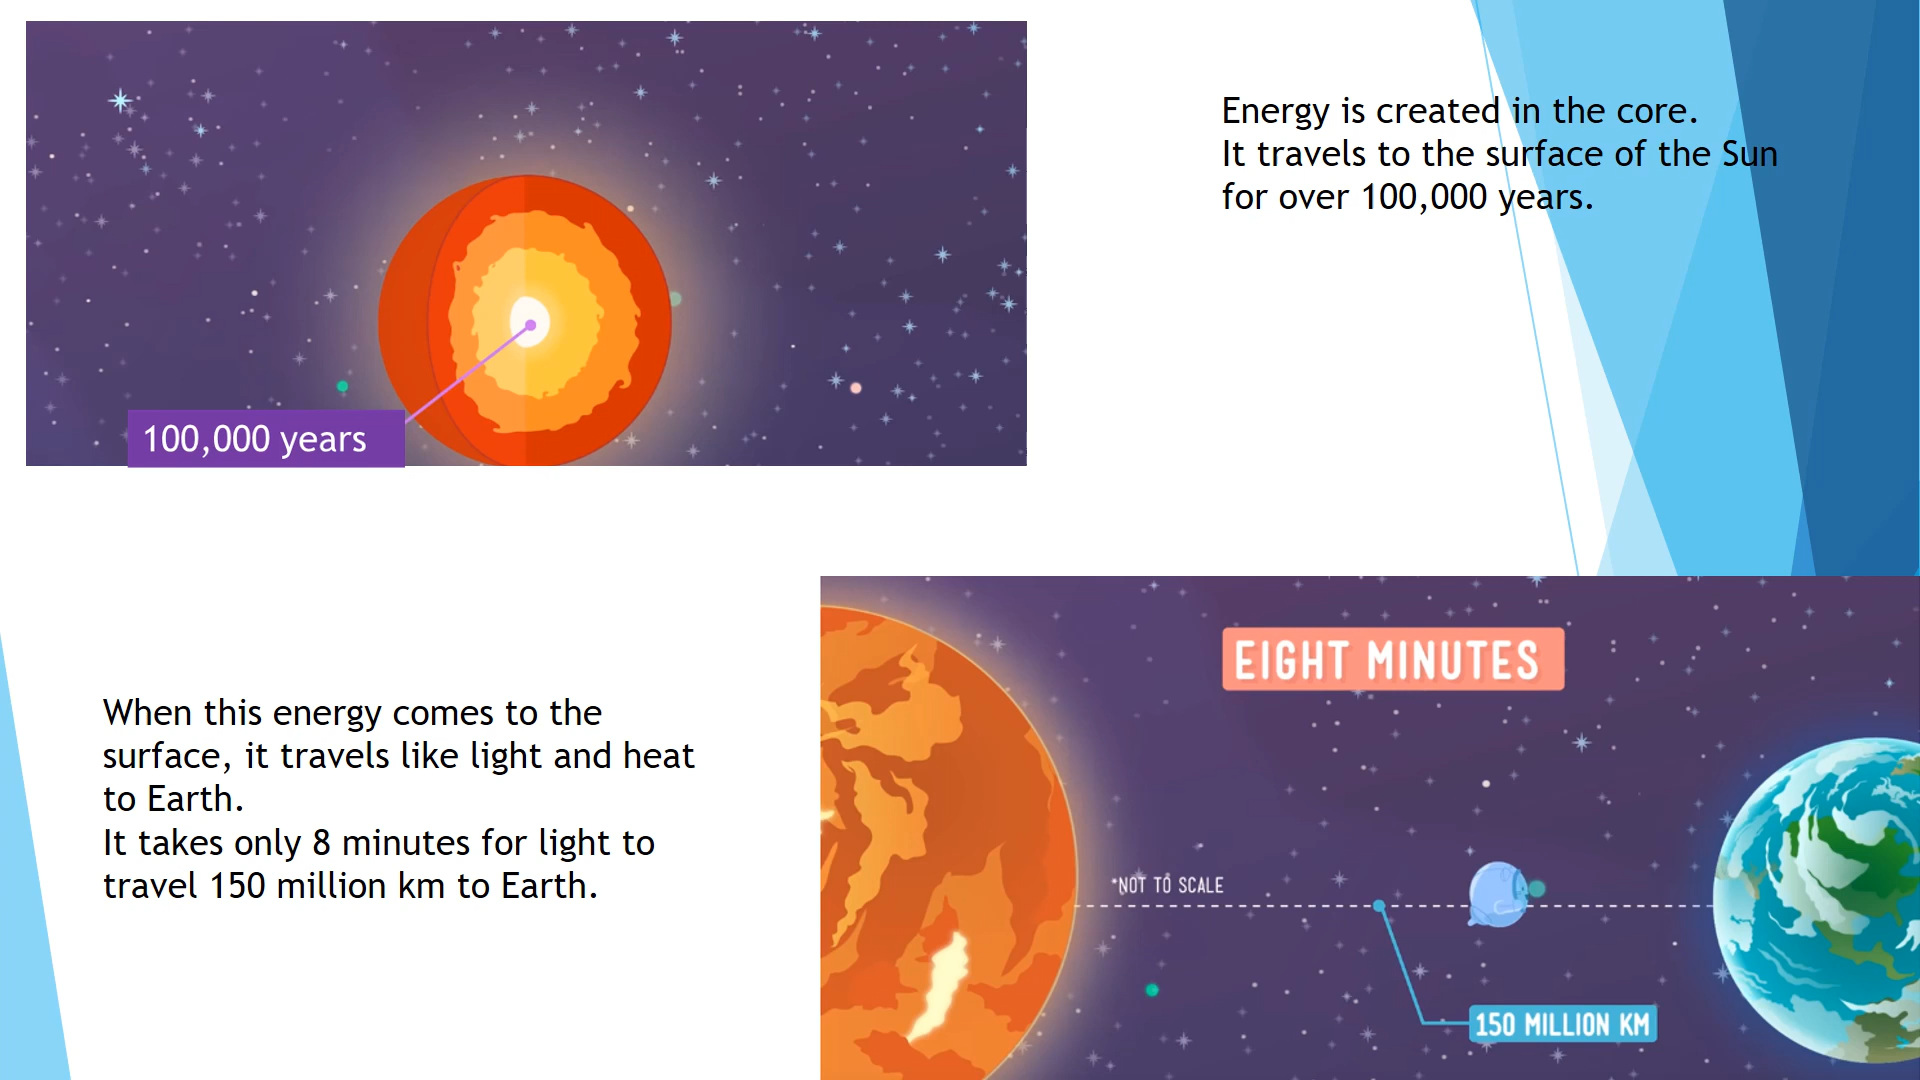 Energy is created in the core.
It travels to the surface of the Sun
for over 100,000 years.
100,000 years
EIGHT MINUTES
When this energy comes to the
surface, it travels like light and heat
to Earth.
It takes only 8 minutes for light to
travel 150 million km to Earth.
*NOT TO SCALE
150 MILLION KM